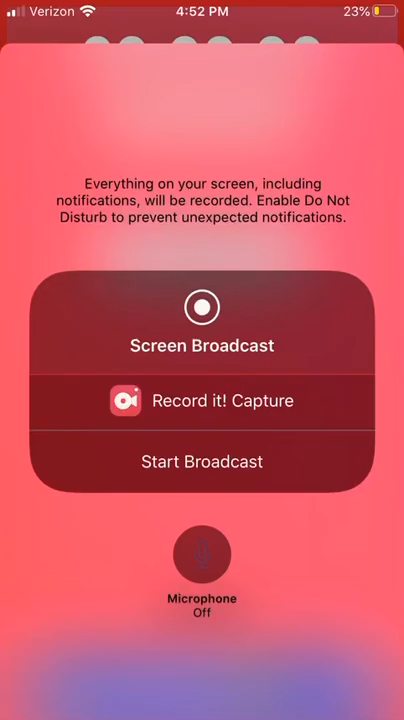 Verizon 4:52 PM 23%
Everything on your screen, including
notifications, will be recorded. Enable Do Not
Disturb to prevent unexpected notifications.
Screen Broadcast
Record it! Capture
Start Broadcast
Microphone
Off